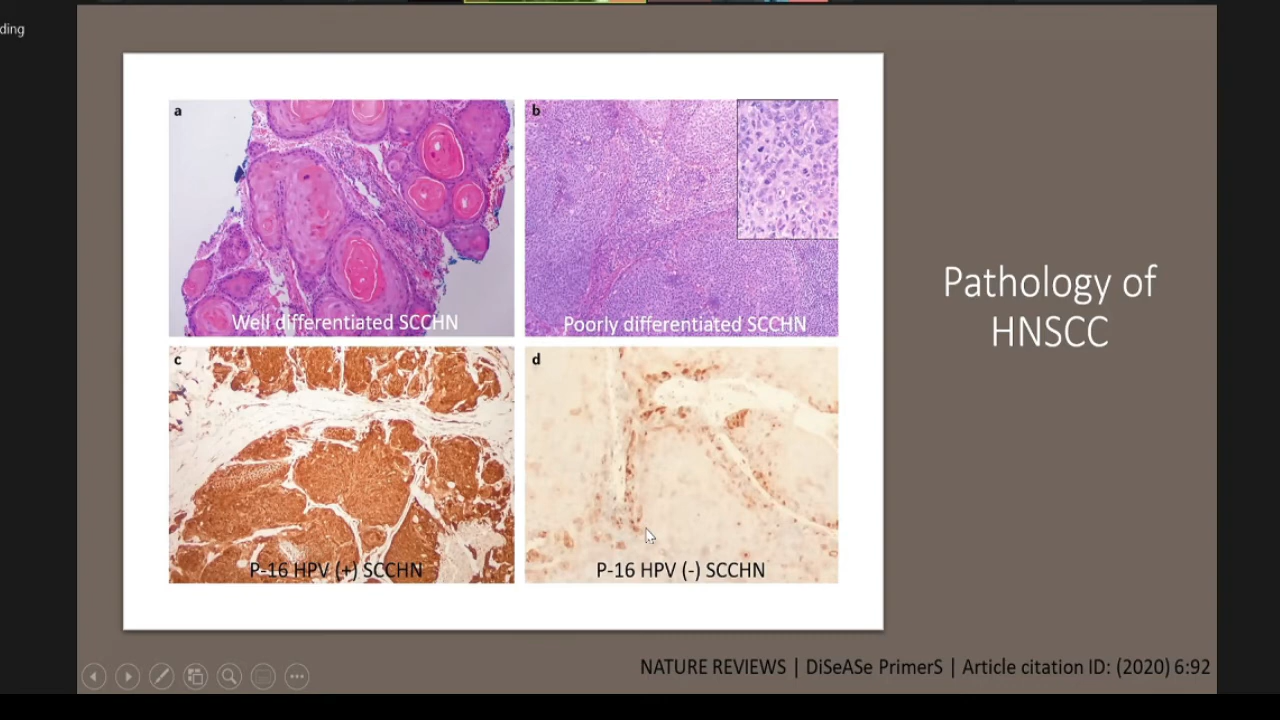 ding
a
Well differentiated SCCHN
b
Poorly differentiated SCCHN
c
P-16 HPV (+) SCCHN
d
P-16 HPV (-) SCCHN
Pathology of
HNSCC
NATURE REVIEWS | DiSeASe PrimerS | Article citation ID: (2020) 6:92